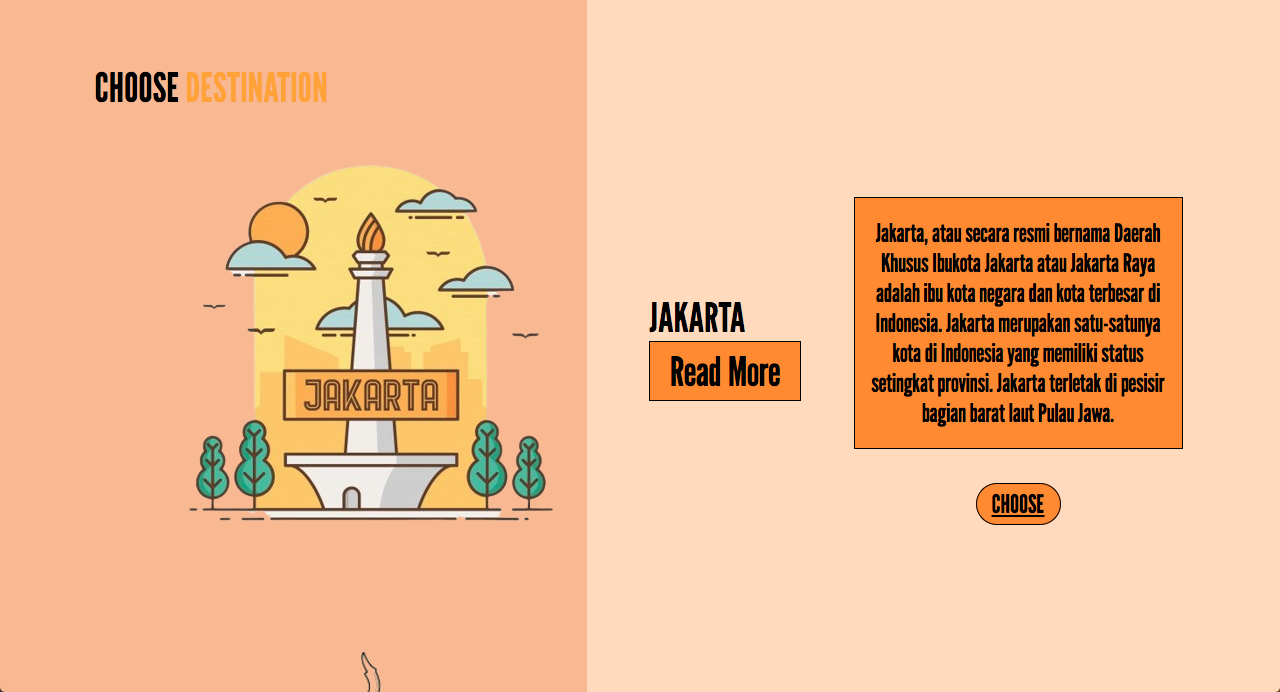 CHOOSE DESTINATION
JAKARTA
JAKARTA
Read More
Jakarta, atau secara resmi bernama Daerah
Khusus Ibukota Jakarta atau Jakarta Raya
adalah ibu kota negara dan kota terbesar di
Indonesia. Jakarta merupakan satu-satunya
kota di Indonesia yang memiliki status
setingkat provinsi. Jakarta terletak di pesisir
bagian barat laut Pulau Jawa.
CHOOSE